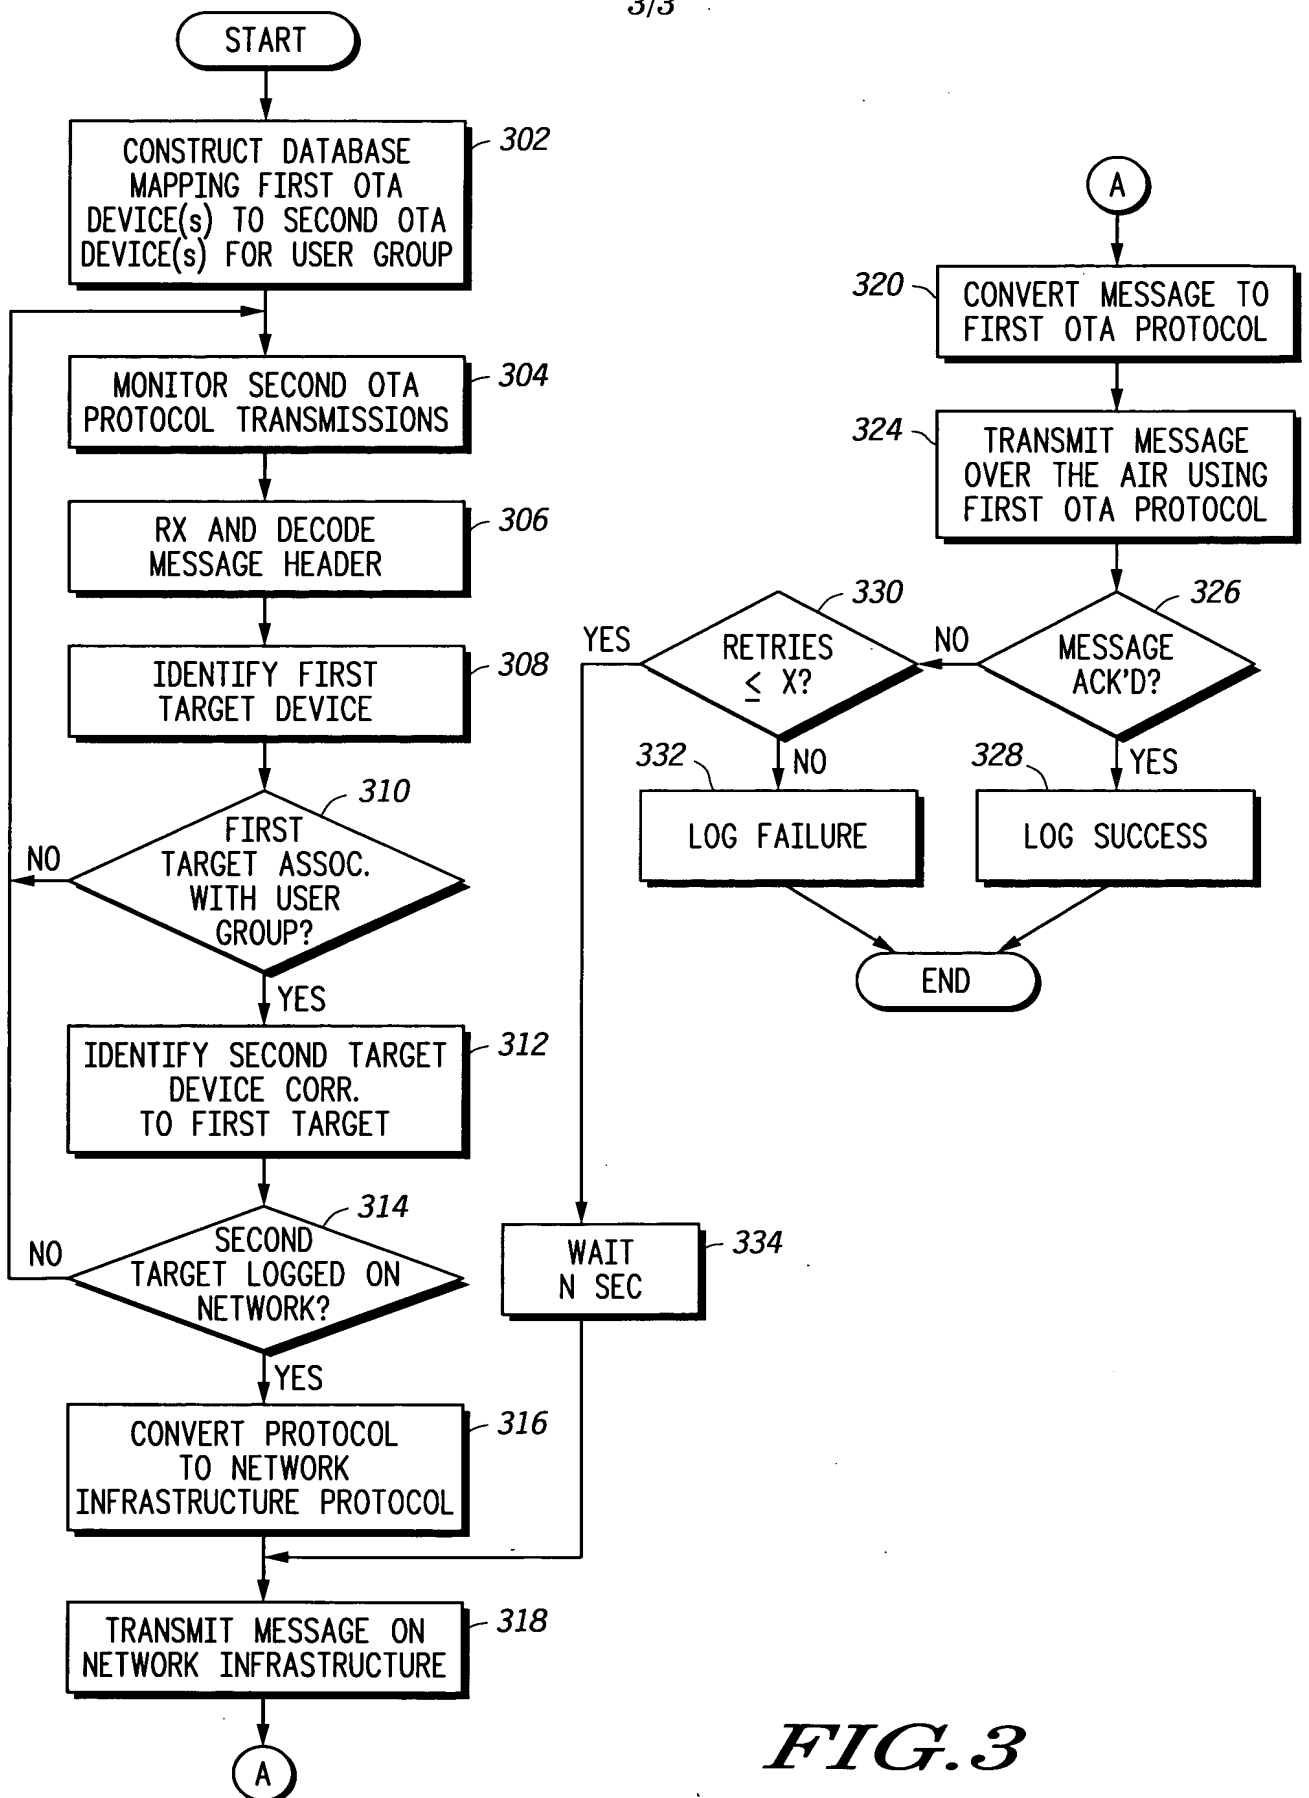 3/3
START
CONSTRUCT DATABASE
MAPPING FIRST OTA
DEVICE(s) TO SECOND OTA
DEVICE(s) FOR USER GROUP
302
MONITOR SECOND OTA
PROTOCOL TRANSMISSIONS
304
RX AND DECODE
MESSAGE HEADER
306
IDENTIFY FIRST
TARGET DEVICE
308
FIRST
TARGET ASSOC.
WITH USER
GROUP?
310
NO
YES
IDENTIFY SECOND TARGET
DEVICE CORR.
TO FIRST TARGET
312
SECOND
TARGET LOGGED ON
NETWORK?
314
NO
YES
CONVERT PROTOCOL
TO NETWORK
INFRASTRUCTURE PROTOCOL
316
TRANSMIT MESSAGE ON
NETWORK INFRASTRUCTURE
318
A
A
320
CONVERT MESSAGE TO
FIRST OTA PROTOCOL
324
TRANSMIT MESSAGE
OVER THE AIR USING
FIRST OTA PROTOCOL
326
MESSAGE
ACK'D?
NO
YES
330
RETRIES
≤ X?
YES
NO
332
LOG FAILURE
328
LOG SUCCESS
END
WAIT
N SEC
334
FIG.3